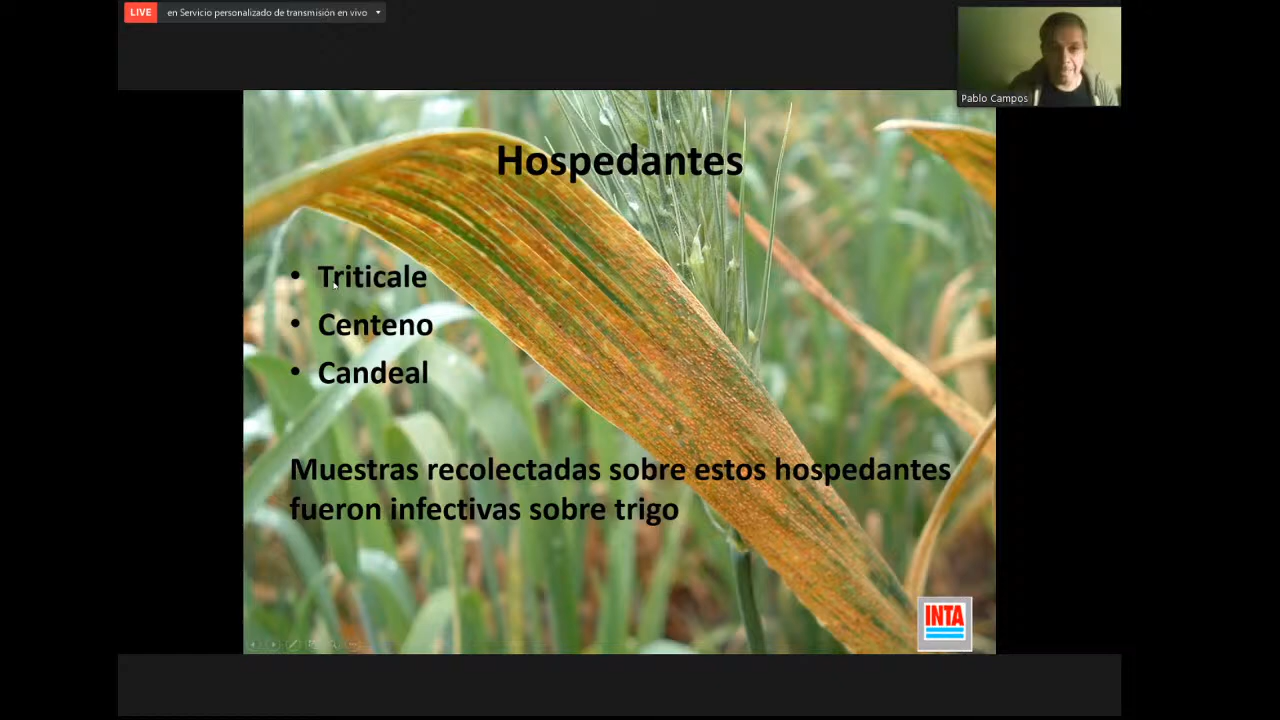 LIVE en Servicio personalizado de transmisión en vivo
Pablo Campos
Hospedantes
• Triticale
• Centeno
• Candeal
Muestras recolectadas sobre estos hospedantes
fueron infectivas sobre trigo
INTA